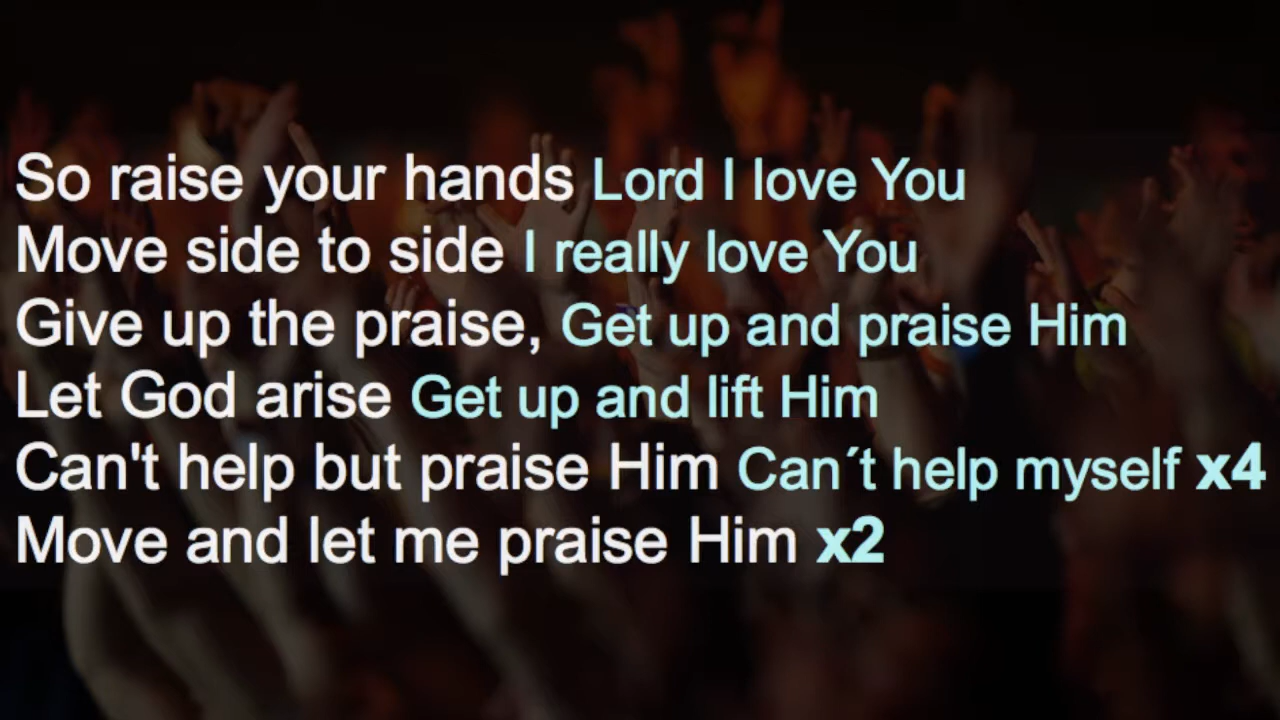 So raise your hands Lord I love You
Move side to side I really love You
Give up the praise, Get up and praise Him
Let God arise Get up and lift Him
Can't help but praise Him Can´t help myself x4
Move and let me praise Him x2